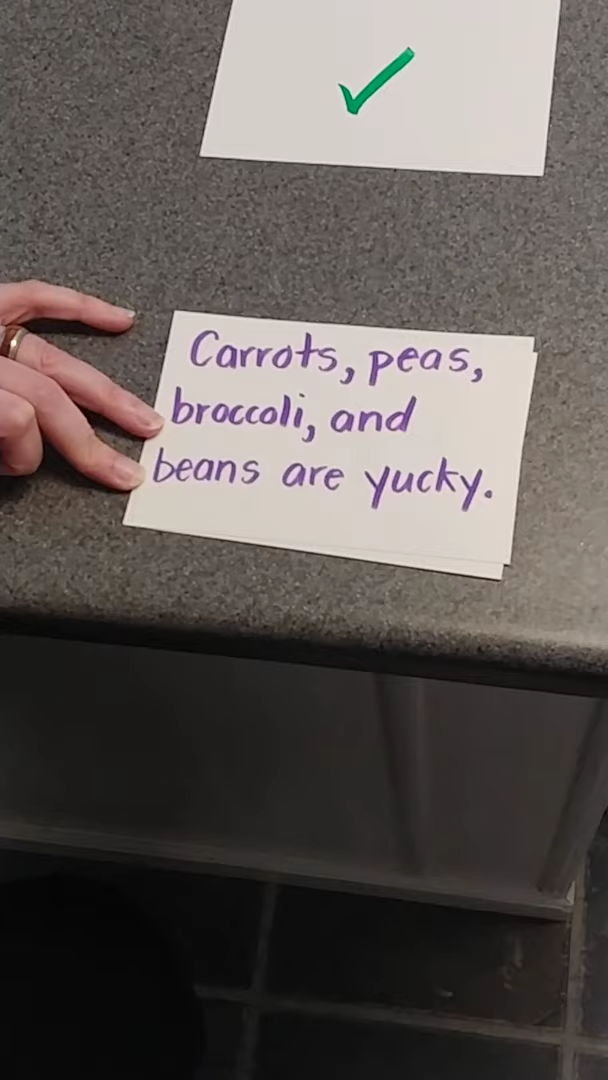 Carrots, peas,
broccoli, and
beans are yucky.